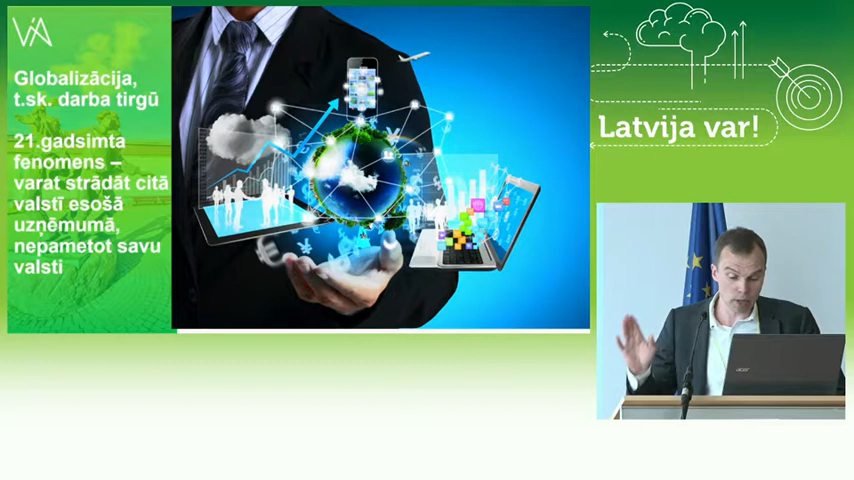 ViA
Globalizācija,
t.sk. darba tirgū
21.gadsimta
fenomens –
varat strādāt citā
valstī esošā
uzņēmumā,
nepametot savu
valsti
Latvija var!
acer